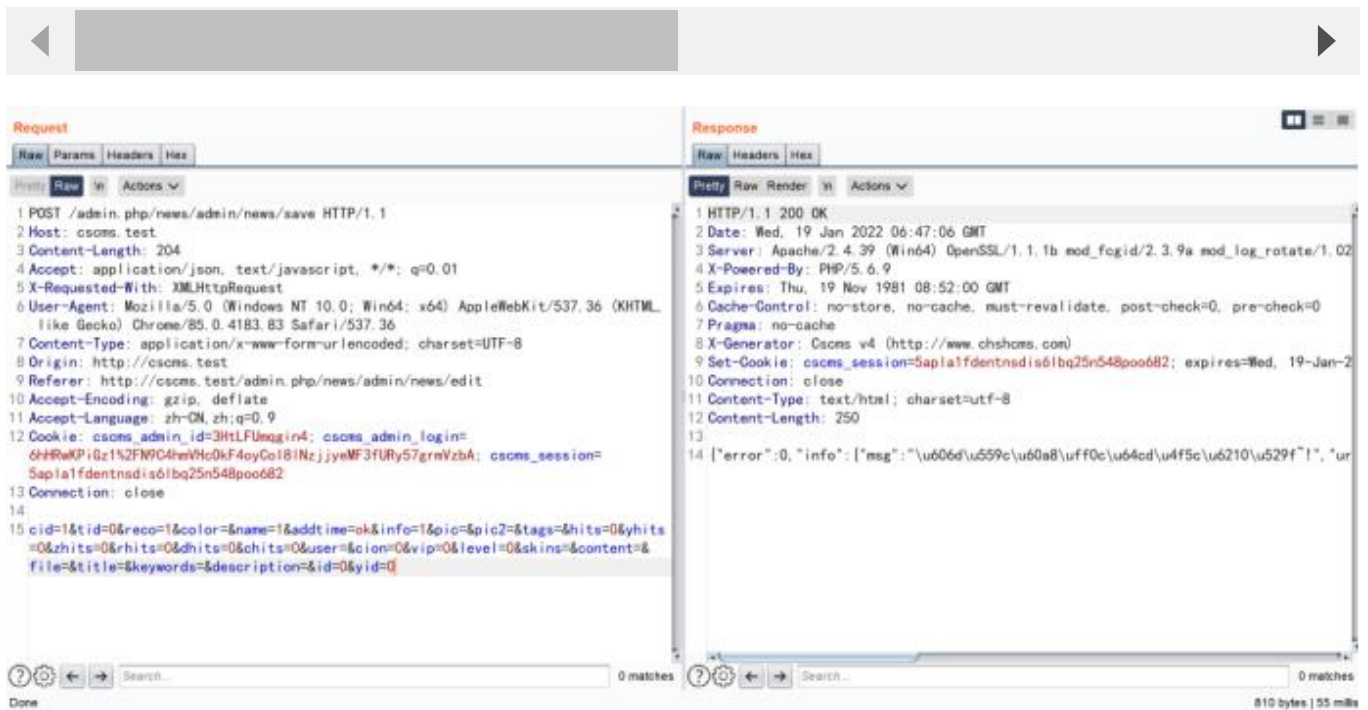 Request
Raw Params Headers Hex
Pretty Raw \n Actions
1 POST /admin.php/news/admin/news/save HTTP/1.1
2 Host: cscms.test
3 Content-Length: 204
4 Accept: application/json, text/javascript, */*; q=0.01
5 X-Requested-With: XMLHttpRequest
6 User-Agent: Mozilla/5.0 (Windows NT 10.0; Win64; x64) AppleWebKit/537.36 (KHTML,
like Gecko) Chrome/85.0.4183.83 Safari/537.36
7 Content-Type: application/x-www-form-urlencoded; charset=UTF-8
8 Origin: http://cscms.test
9 Referer: http://cscms.test/admin.php/news/admin/news/edit
10 Accept-Encoding: gzip, deflate
11 Accept-Language: zh-CN,zh;q=0.9
12 Cookie: cscms_admin_id=3HtLFUmqgin4; cscms_admin_login=
6hHRwKPiGz1%2FN9C4hmVHc0kF4oyCol8lNzjjyeMF3fURy57grmVzbA; cscms_session=
5apla1fdentnsdis6lbq25n548poo682
13 Connection: close
14
15 cid=1&tid=0&reco=1&color=&name=1&addtime=ok&info=1&pic=&pic2=&tags=&hits=0&yhits
=0&zhits=0&rhits=0&dhits=0&chits=0&user=&cion=0&vip=0&level=0&skins=&content=&
file=&title=&keywords=&description=&id=0&yid=0
Search...
0 matches
Done
Response
Raw Headers Hex
Pretty Raw Render \n Actions
1 HTTP/1.1 200 OK
2 Date: Wed, 19 Jan 2022 06:47:06 GMT
3 Server: Apache/2.4.39 (Win64) OpenSSL/1.1.1b mod_fcgid/2.3.9a mod_log_rotate/1.02
4 X-Powered-By: PHP/5.6.9
5 Expires: Thu, 19 Nov 1981 08:52:00 GMT
6 Cache-Control: no-store, no-cache, must-revalidate, post-check=0, pre-check=0
7 Pragma: no-cache
8 X-Generator: Cscms v4 (http://www.chshcms.com)
9 Set-Cookie: cscms_session=5apla1fdentnsdis6lbq25n548poo682; expires=Wed, 19-Jan-2
10 Connection: close
11 Content-Type: text/html; charset=utf-8
12 Content-Length: 250
13
14 {"error":0,"info":{"msg":"\u606d\u559c\u60a8\uff0c\u64cd\u4f5c\u6210\u529f~!","ur
Search...
0 matches
810 bytes | 55 millis